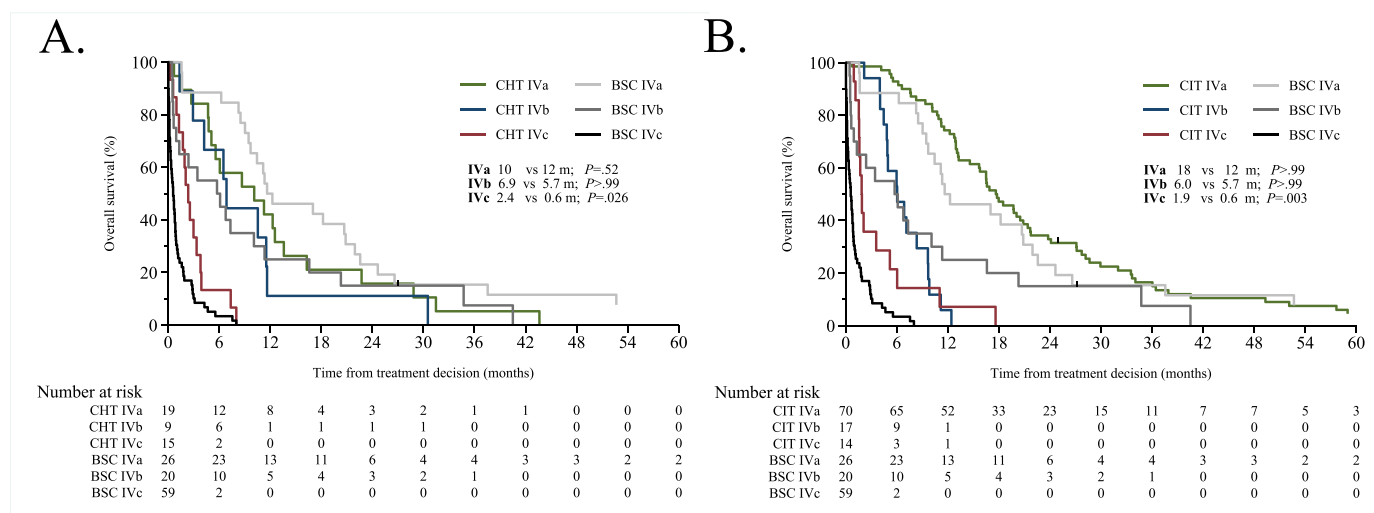 A.
100
80
60
40
20
0
Overall survival (%)
CHT IVa BSC IVa
CHT IVb BSC IVb
CHT IVc BSC IVc
IVa 10 vs 12 m; P=.52
IVb 6.9 vs 5.7 m; P>.99
IVc 2.4 vs 0.6 m; P=.026
0 6 12 18 24 30 36 42 48 54 60
Time from treatment decision (months)
Number at risk
CHT IVa 19 12 8 4 3 2 1 1 0 0 0
CHT IVb 9 6 1 1 1 1 0 0 0 0 0
CHT IVc 15 2 0 0 0 0 0 0 0 0 0
BSC IVa 26 23 13 11 6 4 4 3 3 2 2
BSC IVb 20 10 5 4 3 2 1 0 0 0 0
BSC IVc 59 2 0 0 0 0 0 0 0 0 0
B.
100
80
60
40
20
0
Overall survival (%)
CIT IVa BSC IVa
CIT IVb BSC IVb
CIT IVc BSC IVc
IVa 18 vs 12 m; P>.99
IVb 6.0 vs 5.7 m; P>.99
IVc 1.9 vs 0.6 m; P=.003
0 6 12 18 24 30 36 42 48 54 60
Time from treatment decision (months)
Number at risk
CIT IVa 70 65 52 33 23 15 11 7 7 5 3
CIT IVb 17 9 1 0 0 0 0 0 0 0 0
CIT IVc 14 3 1 0 0 0 0 0 0 0 0
BSC IVa 26 23 13 11 6 4 4 3 3 2 2
BSC IVb 20 10 5 4 3 2 1 0 0 0 0
BSC IVc 59 2 0 0 0 0 0 0 0 0 0